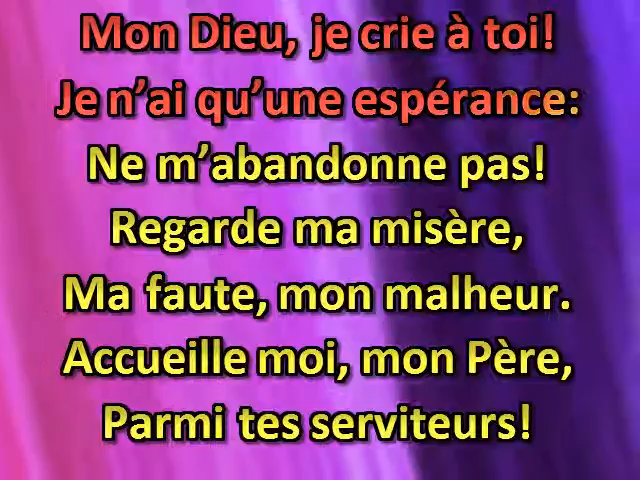 Mon Dieu, je crie à toi!
Je n’ai qu’une espérance:
Ne m’abandonne pas!
Regarde ma misère,
Ma faute, mon malheur.
Accueille moi, mon Père,
Parmi tes serviteurs!